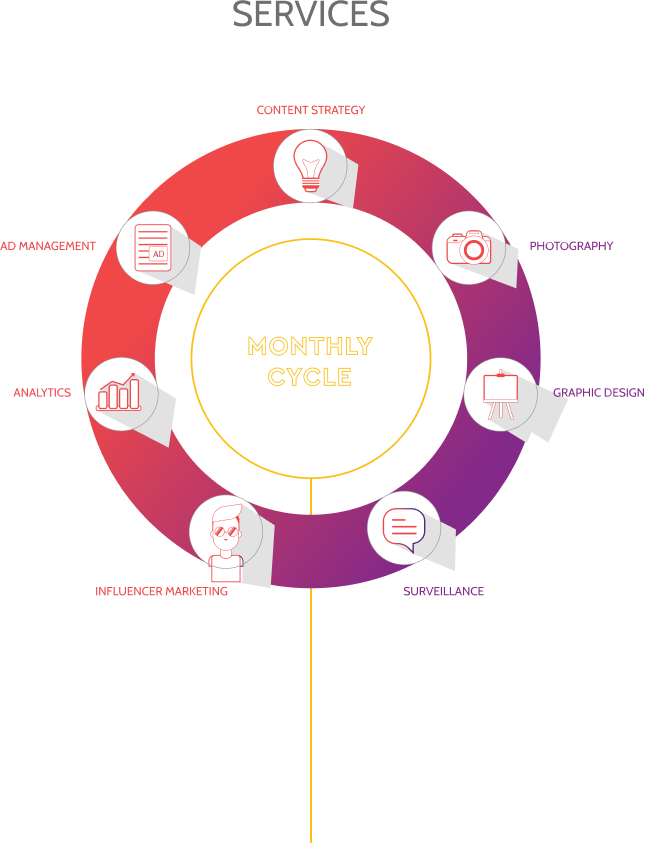 SERVICES
CONTENT STRATEGY
AD MANAGEMENT
PHOTOGRAPHY
AD
MONTHLY
CYCLE
ANALYTICS
GRAPHIC DESIGN
INFLUENCER MARKETING
SURVEILLANCE